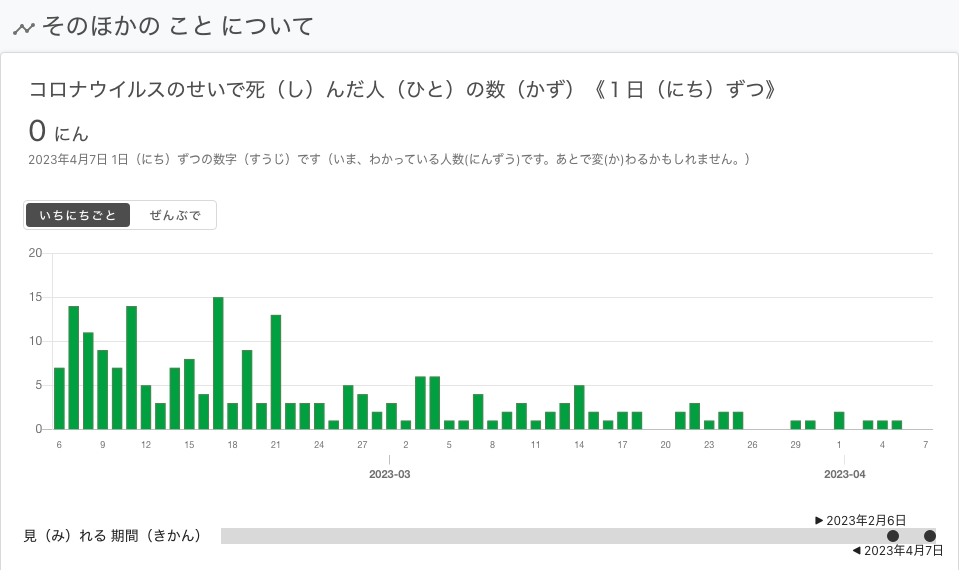 そのほかの こと について
コロナウイルスのせいで死（し）んだ人（ひと）の数（かず）《１日（にち）ずつ》
0 にん
2023年4月7日 1日（にち）ずつの数字（すうじ）です（いま、わかっている人数(にんずう)です。あとで変(か)わるかもしれません。）
いちにちごと ぜんぶで
20
15
10
5
0
6 9 12 15 18 21 24 27 2 5 8 11 14 17 20 23 26 29 1 4 7
2023-03 2023-04
▶ 2023年2月6日
見（み）れる 期間（きかん）
◀ 2023年4月7日